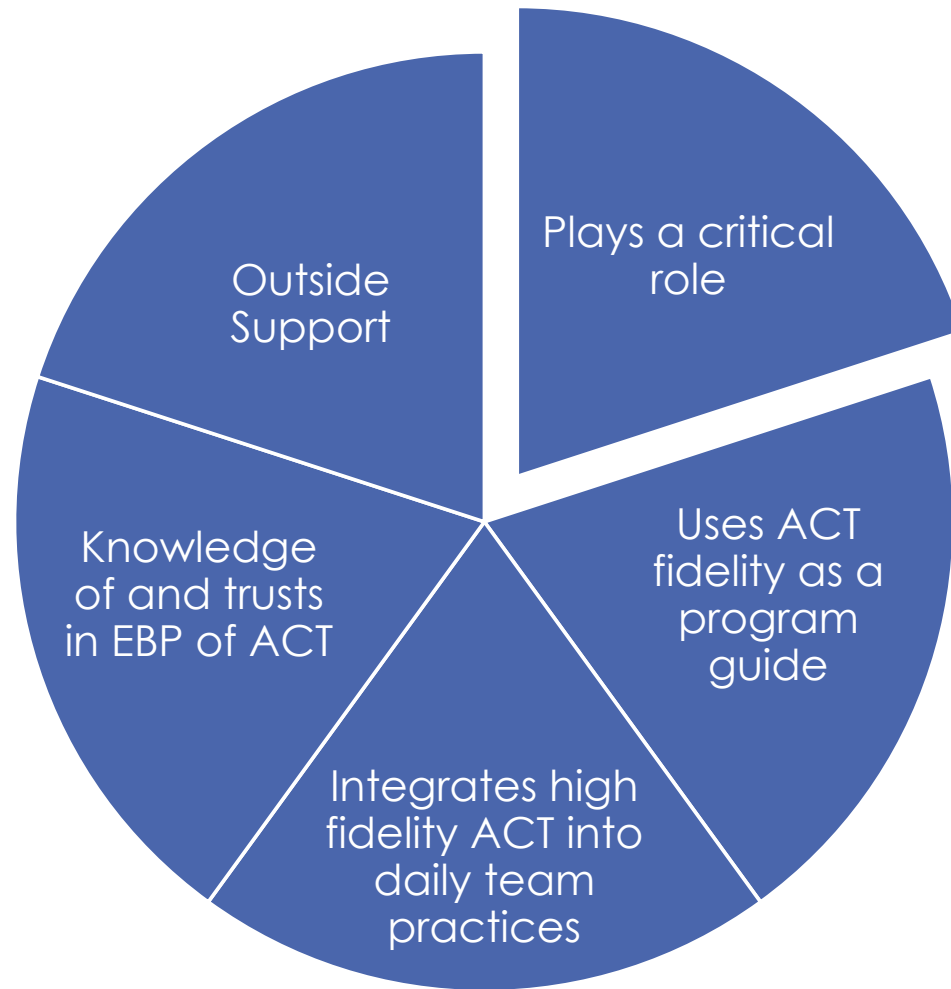 Plays a critical
role
Uses ACT
fidelity as a
program
guide
Integrates high
fidelity ACT into
daily team
practices
Knowledge
of and trusts
in EBP of ACT
Outside
Support